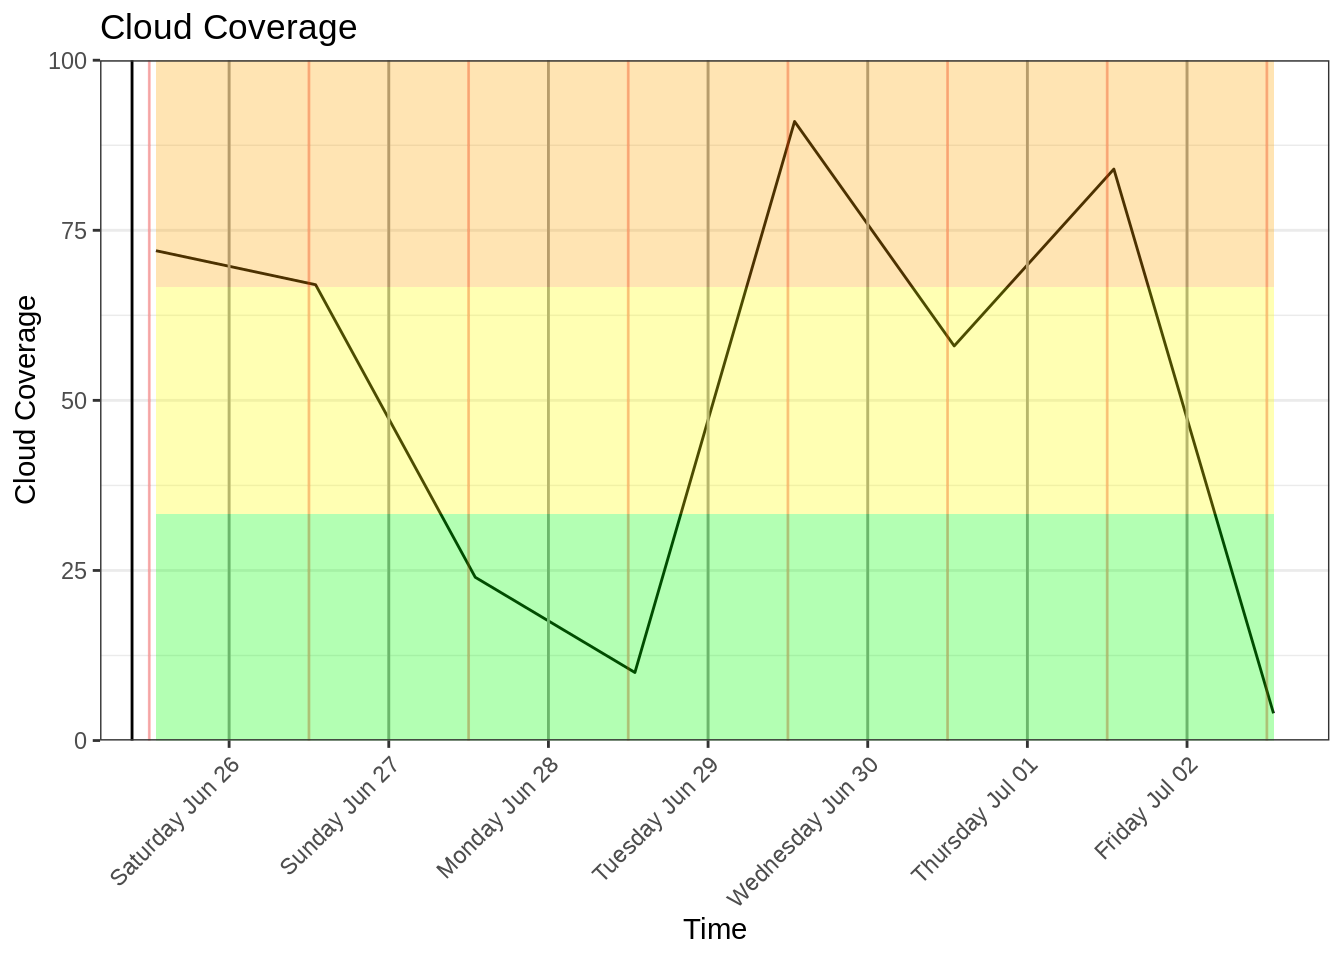 Cloud Coverage
100
75
50
25
0
Cloud Coverage
Saturday Jun 26
Sunday Jun 27
Monday Jun 28
Tuesday Jun 29
Wednesday Jun 30
Thursday Jul 01
Friday Jul 02
Time